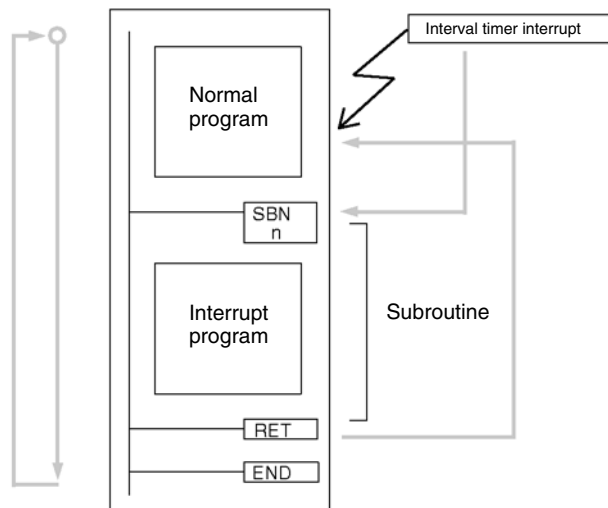 Interval timer interrupt
Normal
program
SBN
n
Interrupt
program
Subroutine
RET
END